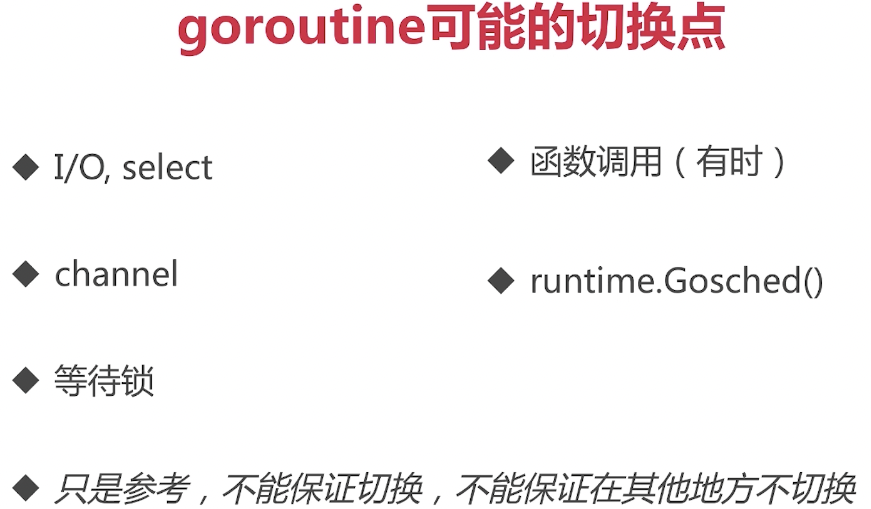 goroutine可能的切换点
◆ I/O, select
◆ channel
◆ 等待锁
◆ 函数调用（有时）
◆ runtime.Gosched()
◆ 只是参考，不能保证切换，不能保证在其他地方不切换